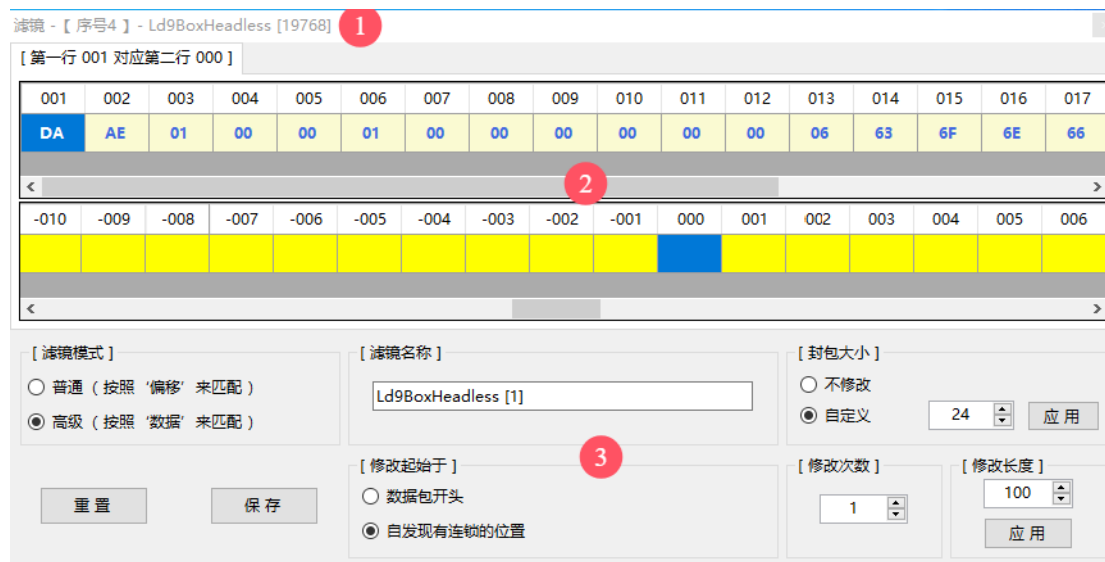 滤镜 -【 序号4 】- Ld9BoxHeadless [19768]
1
[ 第一行 001 对应第二行 000 ]
001 002 003 004 005 006 007 008 009 010 011 012 013 014 015 016 017
DA AE 01 00 00 01 00 00 00 00 00 00 06 63 6F 6E 66
2
-010 -009 -008 -007 -006 -005 -004 -003 -002 -001 000 001 002 003 004 005 006
[ 滤镜模式 ] [ 滤镜名称 ] [ 封包大小 ]
普通（按照‘偏移’来匹配） 不修改
Ld9BoxHeadless [1]
高级（按照‘数据’来匹配） 自定义 24 应 用
3
[ 修改起始于 ] [ 修改次数 ] [ 修改长度 ]
数据包开头 100
重 置 保 存 1
自发现有连锁的位置 应 用